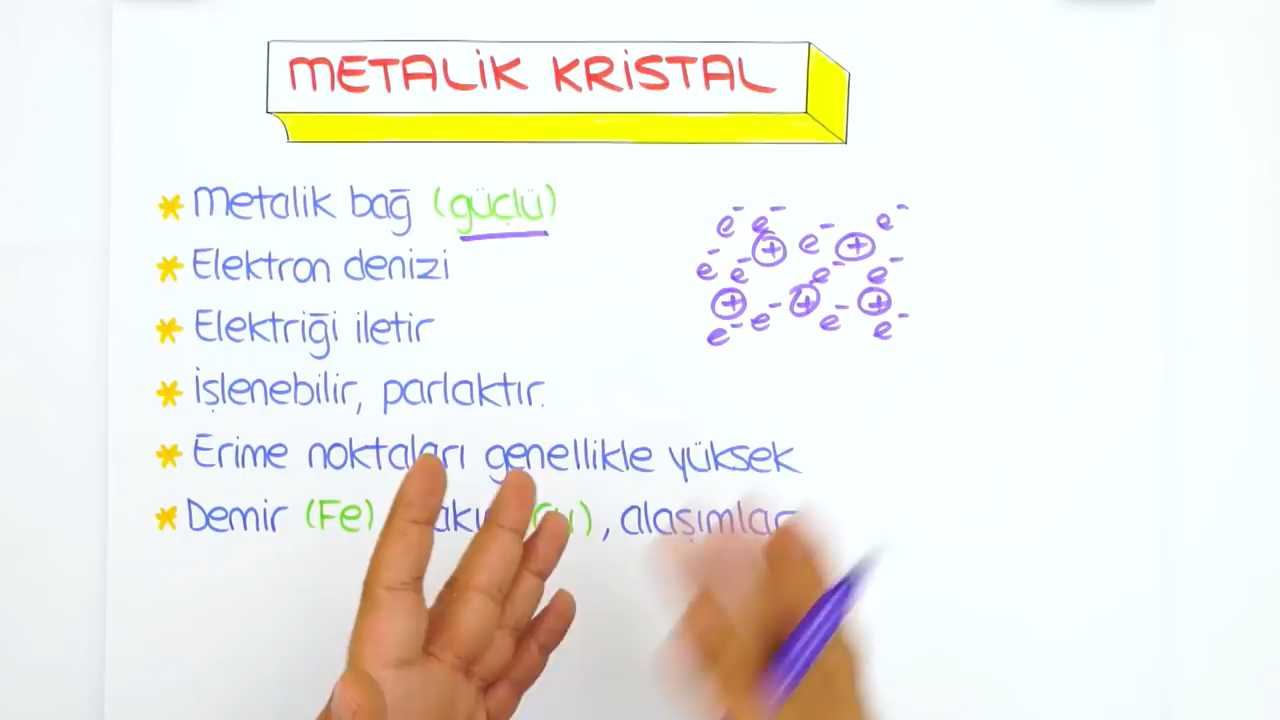 METALİK KRİSTAL
* Metalik bağ (güçlü)
* Elektron denizi
* Elektriği iletir
* İşlenebilir, parlaktır.
* Erime noktaları genellikle yüksek
* Demir (Fe) , alaşımlar
e⁻ e⁻ e⁻ e⁻
+ +
e⁻ e⁻ e⁻ e⁻
+ + +
e⁻ e⁻ e⁻ e⁻